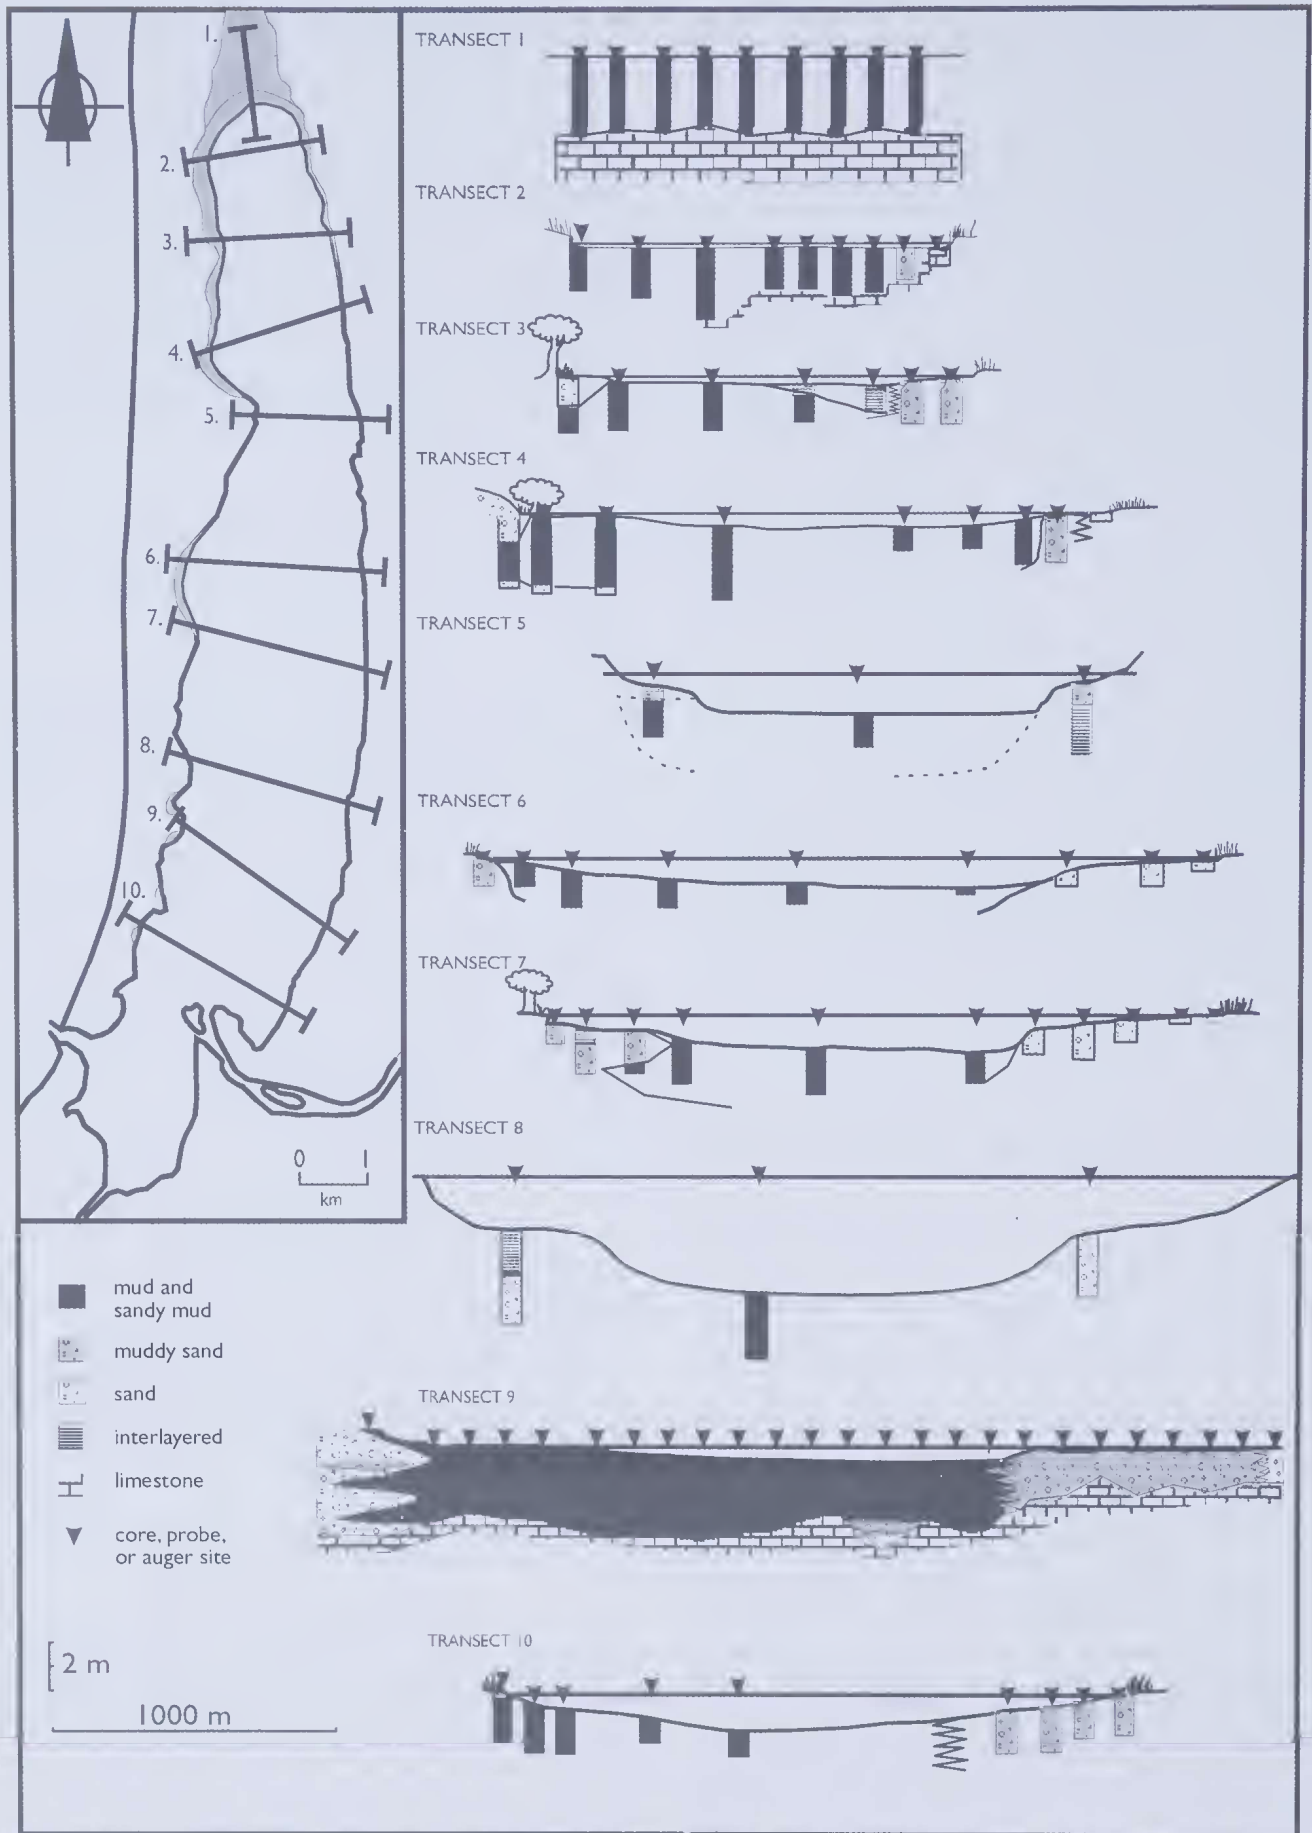 1.
2.
3.
4.
5.
6.
7.
8.
9.
10.
0 1
km
TRANSECT 1
TRANSECT 2
TRANSECT 3
TRANSECT 4
TRANSECT 5
TRANSECT 6
TRANSECT 7
TRANSECT 8
TRANSECT 9
TRANSECT 10
mud and
sandy mud
muddy sand
sand
interlayered
limestone
core, probe,
or auger site
2 m
1000 m